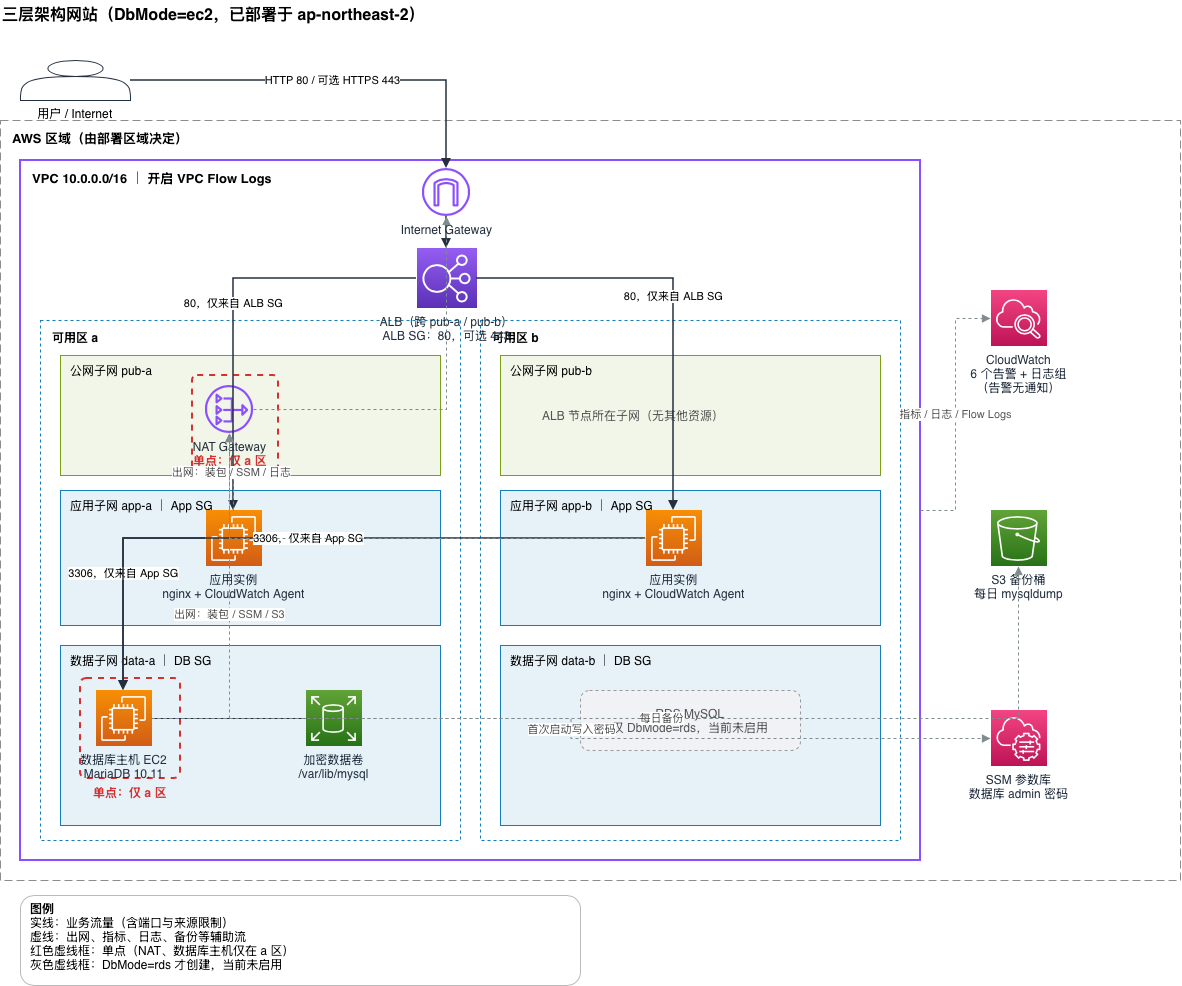 三层架构网站（DbMode=ec2，已部署于 ap-northeast-2）
HTTP 80 / 可选 HTTPS 443
用户 / Internet
AWS 区域（由部署区域决定）
VPC 10.0.0.0/16 ｜ 开启 VPC Flow Logs
Internet Gateway
80，仅来自 ALB SG
80，仅来自 ALB SG
ALB（跨 pub-a / pub-b）
ALB SG：80，可选
可用区 a
可用区 b
公网子网 pub-a
公网子网 pub-b
ALB 节点所在子网（无其他资源）
NAT Gateway
单点：仅 a 区
出网：装包 / SSM / 日志
CloudWatch
6 个告警 + 日志组
（告警无通知）
指标 / 日志 / Flow Logs
应用子网 app-a ｜ App SG
应用子网 app-b ｜ App SG
3306，仅来自 App SG
3306，仅来自 App SG
应用实例
nginx + CloudWatch Agent
应用实例
nginx + CloudWatch Agent
出网：装包 / SSM / S3
S3 备份桶
每日 mysqldump
数据子网 data-a ｜ DB SG
数据子网 data-b ｜ DB SG
RDS MySQL
每日备份
首次启动写入密码
DbMode=rds，当前未启用
数据库主机 EC2
MariaDB 10.11
单点：仅 a 区
加密数据卷
/var/lib/mysql
SSM 参数库
数据库 admin 密码
图例
实线：业务流量（含端口与来源限制）
虚线：出网、指标、日志、备份等辅助流
红色虚线框：单点（NAT、数据库主机仅在 a 区）
灰色虚线框：DbMode=rds 才创建，当前未启用